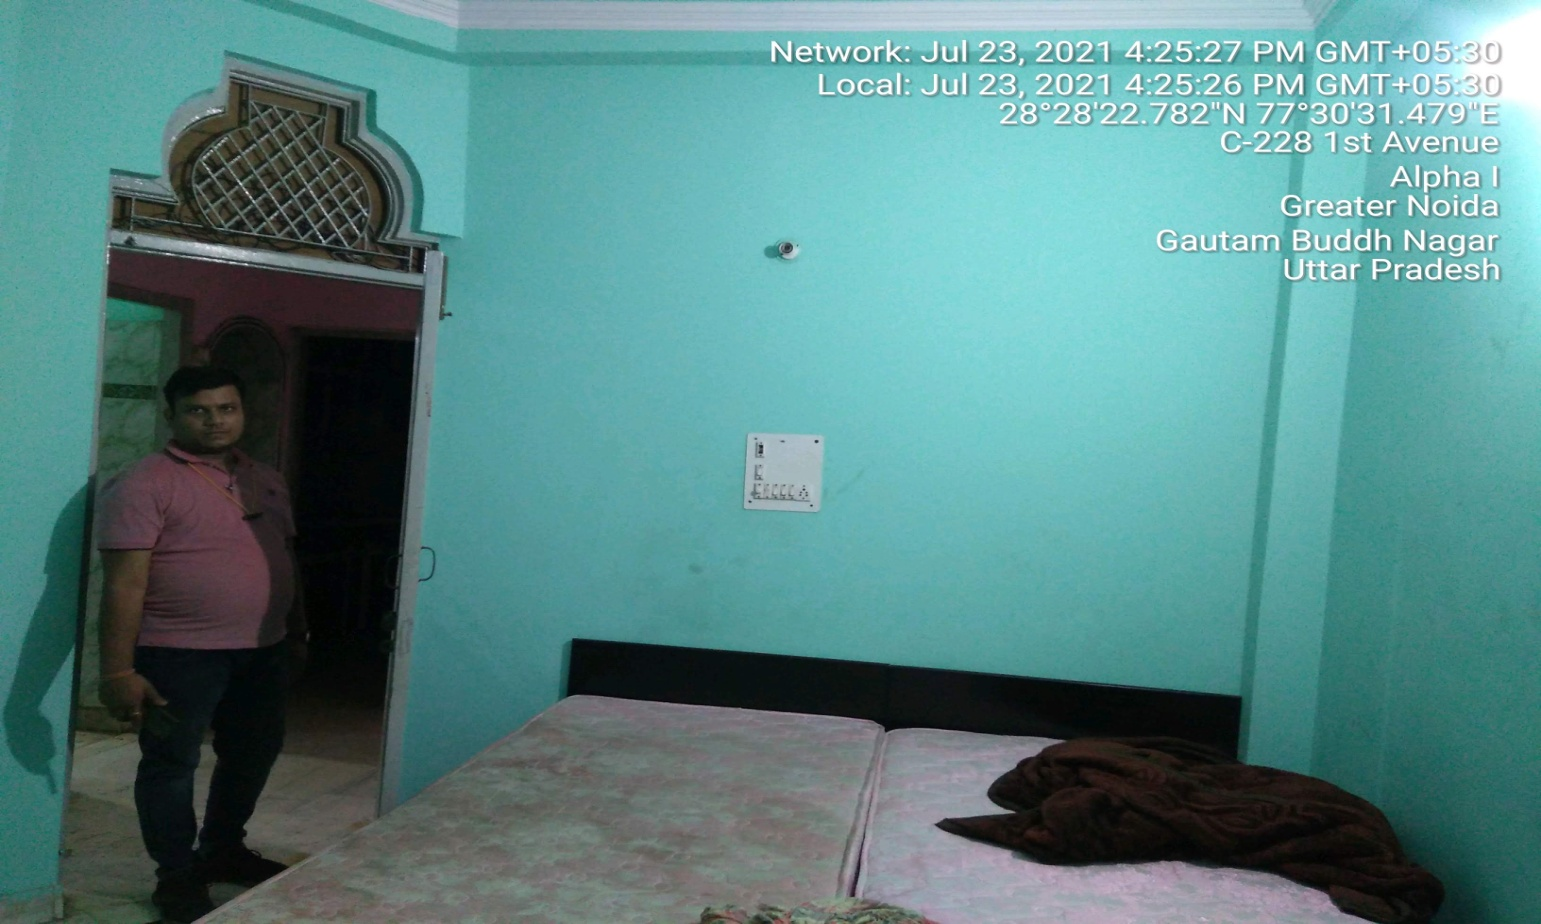 Network: Jul 23, 2021 4:25:27 PM GMT+05:30
Local: Jul 23, 2021 4:25:26 PM GMT+05:30
28°28'22.782"N 77°30'31.479"E
C-228 1st Avenue
Alpha I
Greater Noida
Gautam Buddh Nagar
Uttar Pradesh